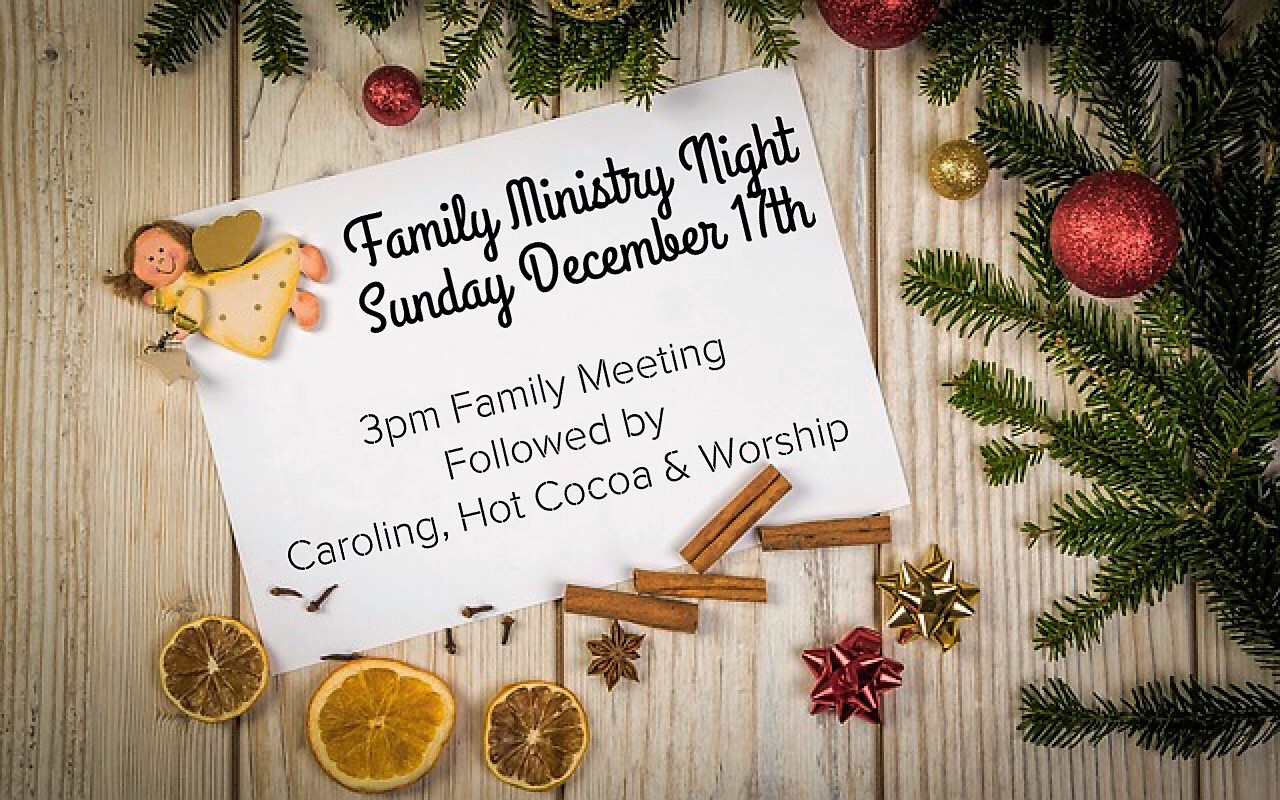 Family Ministry Night
Sunday December 17th
3pm Family Meeting
Followed by
Caroling, Hot Cocoa & Worship